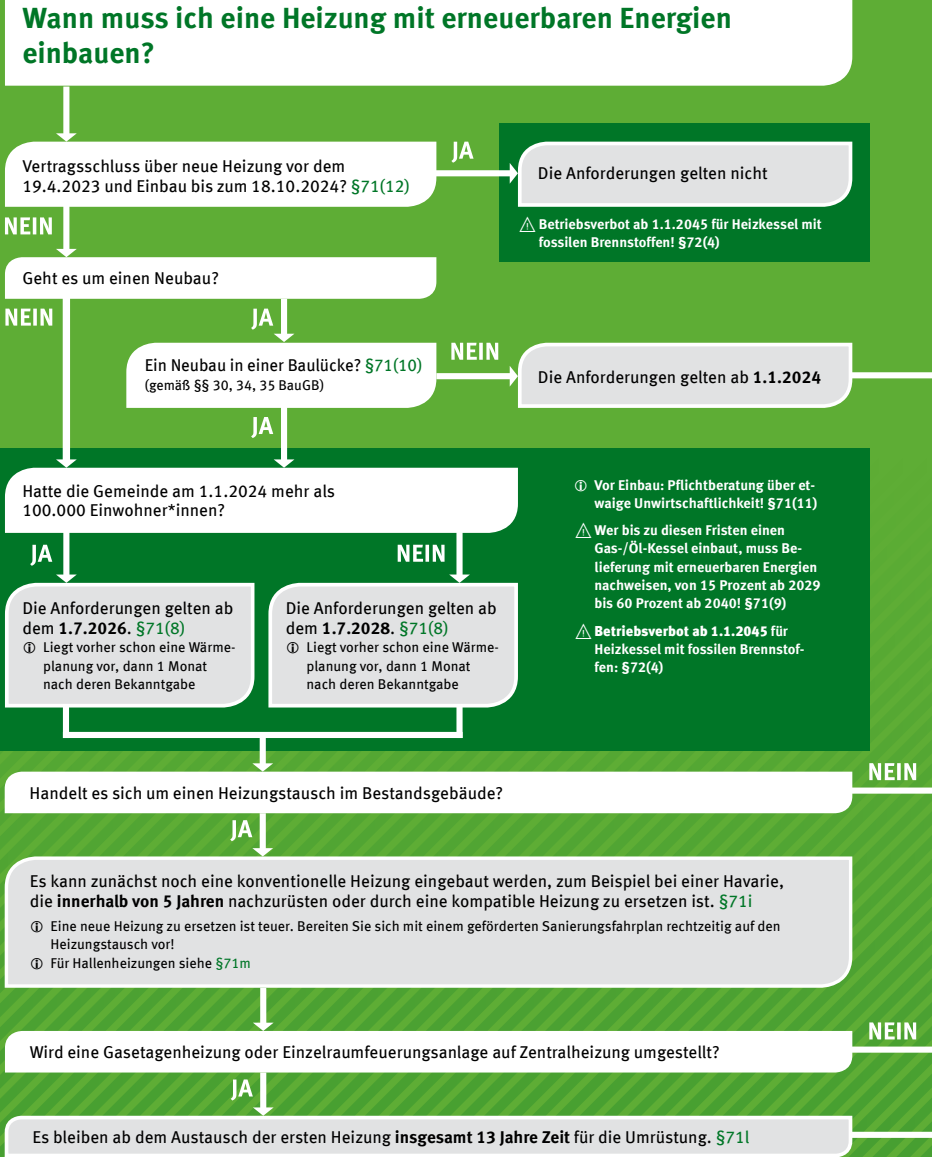 Wann muss ich eine Heizung mit erneuerbaren Energien
einbauen?
Vertragsschluss über neue Heizung vor dem
19.4.2023 und Einbau bis zum 18.10.2024? §71(12)
JA
Die Anforderungen gelten nicht
⚠ Betriebsverbot ab 1.1.2045 für Heizkessel mit
fossilen Brennstoffen! §72(4)
NEIN
Geht es um einen Neubau?
NEIN
JA
Ein Neubau in einer Baulücke? §71(10)
(gemäß §§ 30, 34, 35 BauGB)
NEIN
Die Anforderungen gelten ab 1.1.2024
JA
Hatte die Gemeinde am 1.1.2024 mehr als
100.000 Einwohner*innen?
JA
NEIN
Die Anforderungen gelten ab
dem 1.7.2026. §71(8)
ⓘ Liegt vorher schon eine Wärme-
planung vor, dann 1 Monat
nach deren Bekanntgabe
Die Anforderungen gelten ab
dem 1.7.2028. §71(8)
ⓘ Liegt vorher schon eine Wärme-
planung vor, dann 1 Monat
nach deren Bekanntgabe
ⓘ Vor Einbau: Pflichtberatung über et-
waige Unwirtschaftlichkeit! §71(11)
⚠ Wer bis zu diesen Fristen einen
Gas-/Öl-Kessel einbaut, muss Be-
lieferung mit erneuerbaren Energien
nachweisen, von 15 Prozent ab 2029
bis 60 Prozent ab 2040! §71(9)
⚠ Betriebsverbot ab 1.1.2045 für
Heizkessel mit fossilen Brennstof-
fen: §72(4)
Handelt es sich um einen Heizungstausch im Bestandsgebäude?
NEIN
JA
Es kann zunächst noch eine konventionelle Heizung eingebaut werden, zum Beispiel bei einer Havarie,
die innerhalb von 5 Jahren nachzurüsten oder durch eine kompatible Heizung zu ersetzen ist. §71i
ⓘ Eine neue Heizung zu ersetzen ist teuer. Bereiten Sie sich mit einem geförderten Sanierungsfahrplan rechtzeitig auf den
Heizungstausch vor!
ⓘ Für Hallenheizungen siehe §71m
Wird eine Gasetagenheizung oder Einzelraumfeuerungsanlage auf Zentralheizung umgestellt?
NEIN
JA
Es bleiben ab dem Austausch der ersten Heizung insgesamt 13 Jahre Zeit für die Umrüstung. §71l